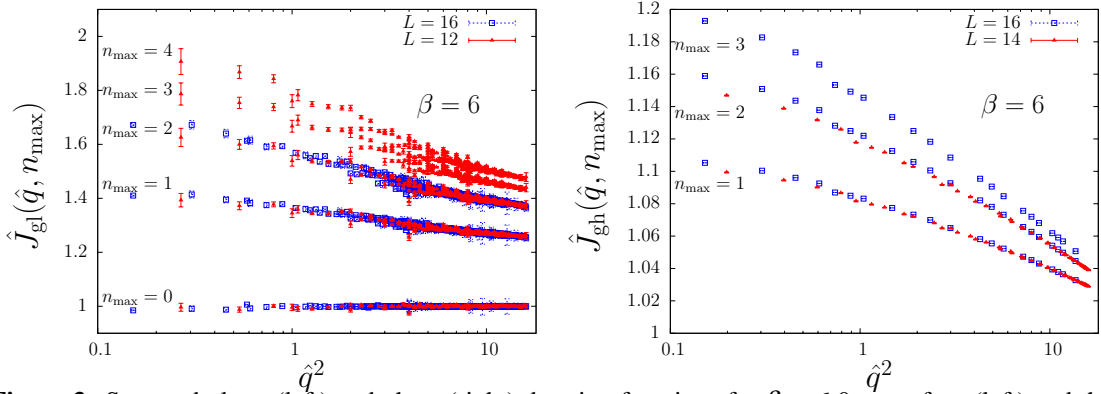 L = 16
L = 12
n_max = 4
n_max = 3
n_max = 2
n_max = 1
n_max = 0
β = 6
2
1.8
1.6
1.4
1.2
1
Ĵ_gl(q̂, n_max)
0.1
1
10
q̂²
L = 16
L = 14
n_max = 3
n_max = 2
n_max = 1
β = 6
1.2
1.18
1.16
1.14
1.12
1.1
1.08
1.06
1.04
1.02
1
Ĵ_gh(q̂, n_max)
0.1
1
10
q̂²